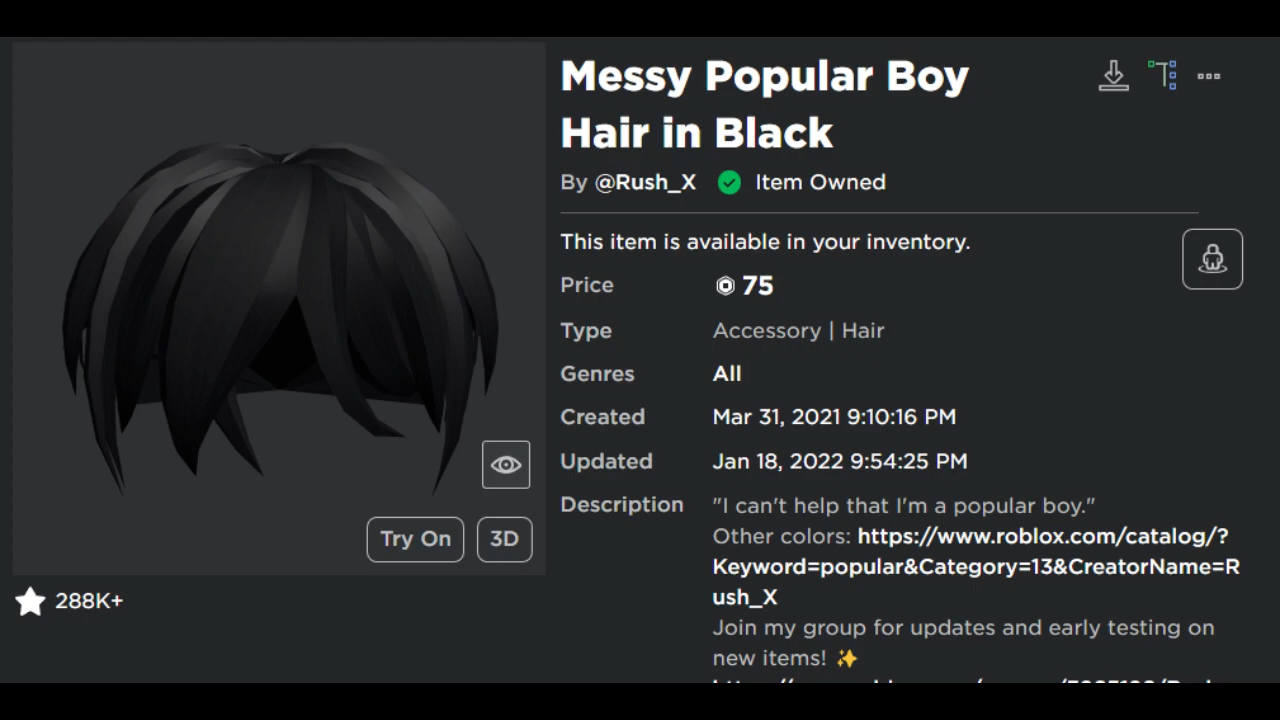 Messy Popular Boy
Hair in Black
By @Rush_X Item Owned
This item is available in your inventory.
Price 75
Type Accessory | Hair
Genres All
Created Mar 31, 2021 9:10:16 PM
Updated Jan 18, 2022 9:54:25 PM
Description "I can't help that I'm a popular boy."
Other colors: https://www.roblox.com/catalog/?
Keyword=popular&Category=13&CreatorName=R
ush_X
Join my group for updates and early testing on
new items! ✨
Try On 3D
288K+